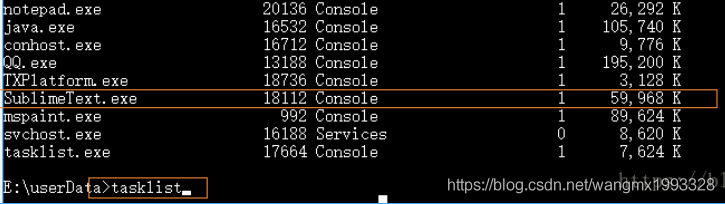 notepad.exe 20136 Console 1 26,292 K
java.exe 16532 Console 1 105,740 K
conhost.exe 16712 Console 1 9,776 K
QQ.exe 13188 Console 1 195,200 K
TXPlatform.exe 18736 Console 1 3,128 K
SublimeText.exe 18112 Console 1 59,968 K
mspaint.exe 992 Console 1 89,624 K
svchost.exe 16188 Services 0 8,620 K
tasklist.exe 17664 Console 1 7,624 K
E:\userData>tasklist_
https://blog.csdn.net/wangmx1993328